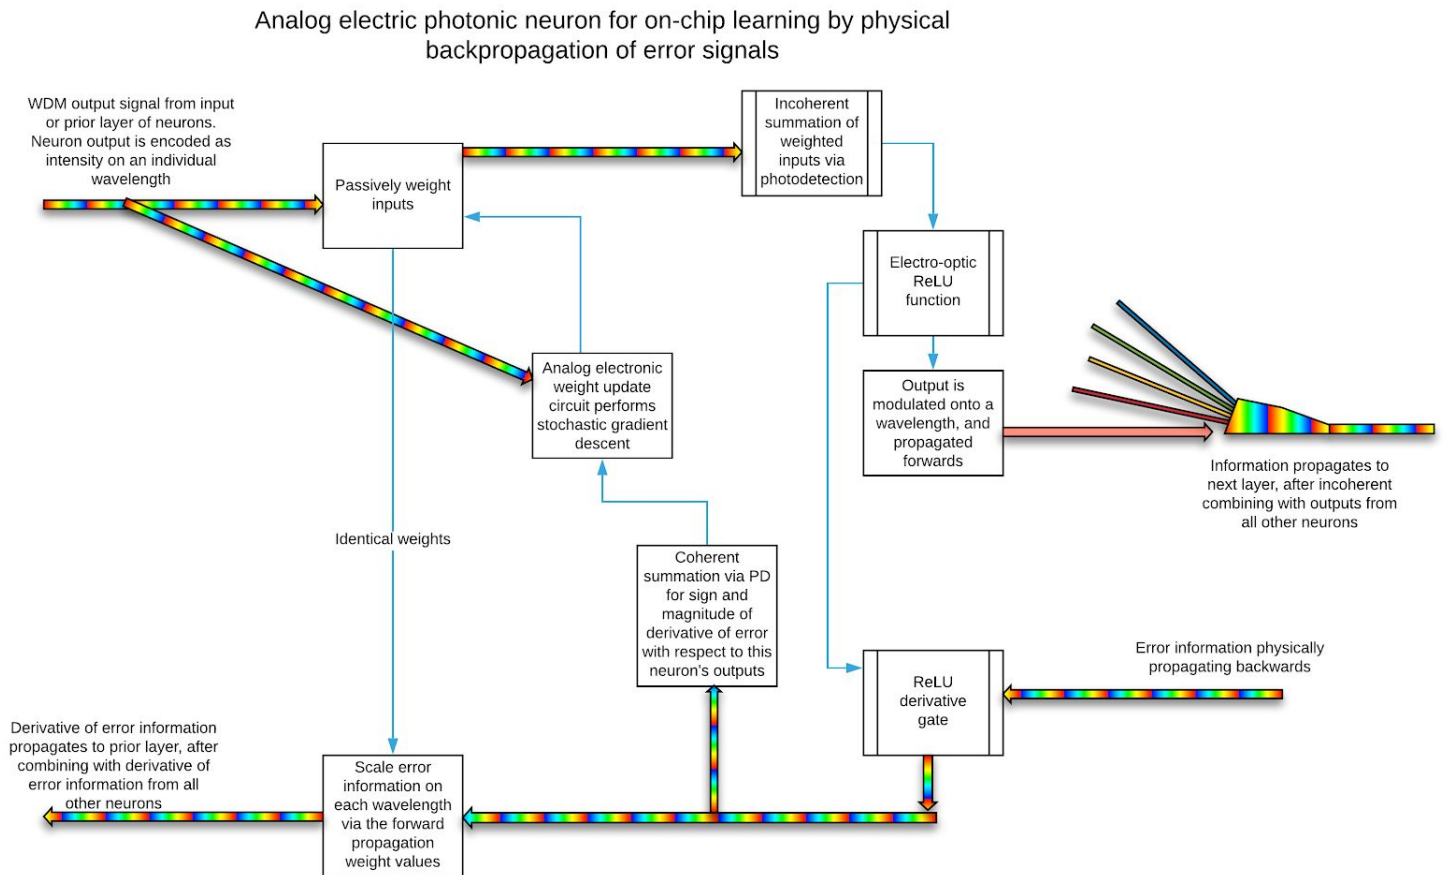 Analog electric photonic neuron for on-chip learning by physical
backpropagation of error signals
WDM output signal from input
or prior layer of neurons.
Neuron output is encoded as
intensity on an individual
wavelength
Passively weight
inputs
Incoherent
summation of
weighted
inputs via
photodetection
Electro-optic
ReLU
function
Analog electronic
weight update
circuit performs
stochastic gradient
descent
Output is
modulated onto a
wavelength, and
propagated
forwards
Information propagates to
next layer, after incoherent
combining with outputs from
all other neurons
Identical weights
Coherent
summation via PD
for sign and
magnitude of
derivative of error
with respect to this
neuron's outputs
Error information physically
propagating backwards
ReLU
derivative
gate
Derivative of error information
propagates to prior layer, after
combining with derivative of
error information from all
other neurons
Scale error
information on
each wavelength
via the forward
propagation
weight values